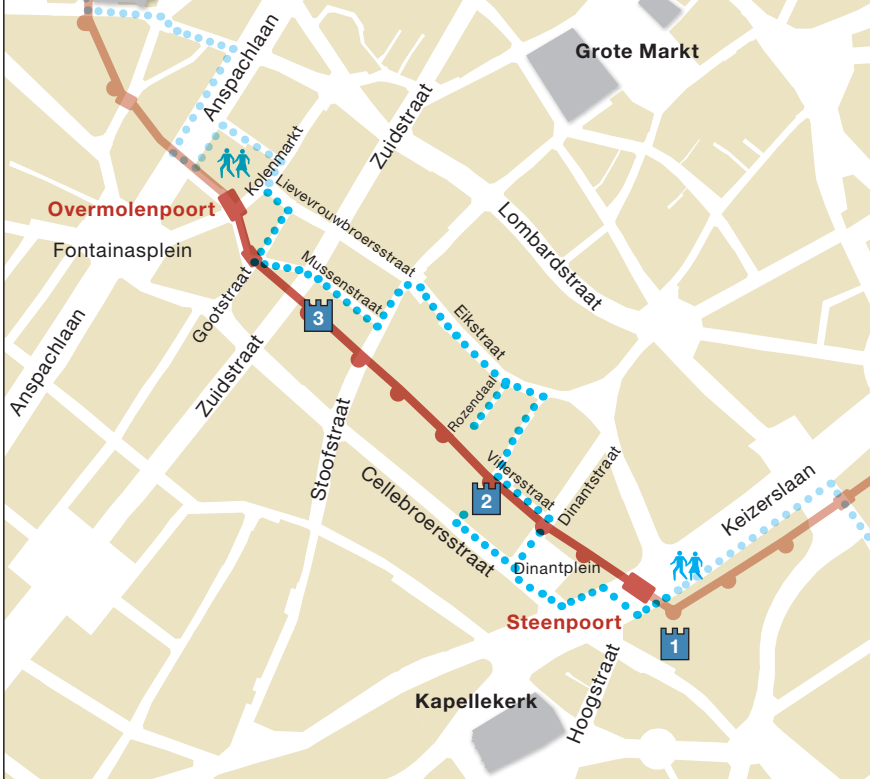 Grote Markt
Anspachlaan
Zuidstraat
Kolenmarkt
Lievevrouwbroersstraat
Overmolenpoort
Lombardstraat
Fontainasplein
Mussenstraat
Gootstraat
3
Eikstraat
Anspachlaan
Zuidstraat
Rozendaal
Stoofstraat
Villersstraat
Dinantstraat
2
Cellebroersstraat
Keizerslaan
Dinantplein
Steenpoort
1
Hoogstraat
Kapellekerk